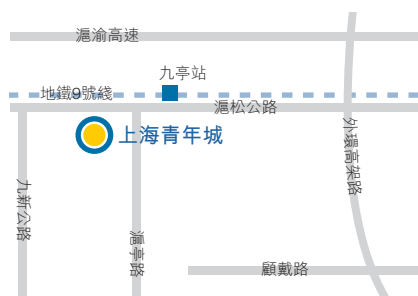 滬渝高速
九亭站
地鐵9號綫
滬松公路
上海青年城
外環高架路
九新公路
滬亭路
顧戴路